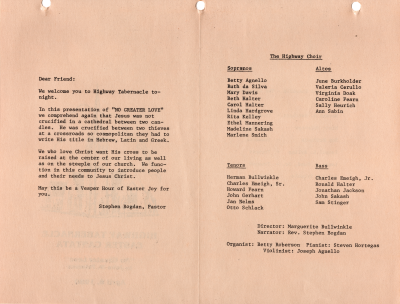 Dear Friend:
We welcome you to Highway Tabernacle to-
night.
In this presentation of "NO GREATER LOVE"
we comprehend again that Jesus was not
crucified in a cathedral between two can-
dles. He was crucified between two thieves
at a crossroads so cosmopolitan they had to
write His title in Hebrew, Latin and Greek.
We who love Christ want His cross to be
raised at the center of our living as well
as on the steeple of our church. We func-
tion in this community to introduce people
and their needs to Jesus Christ.
May this be a Vesper Hour of Easter Joy for
you.
Stephen Bogdan, Pastor
The Highway Choir
Sopranos
Betty Agnello
Ruth da Silva
Mary Davis
Beth Halter
Carol Halter
Linda Hardgrove
Rita Kelley
Ethel Mannering
Madeline Sakash
Marlene Smith
Altos
June Burkholder
Valeria Cerullo
Virginia Doak
Caroline Fears
Sally Heurich
Ann Sabin
Tenors
Herman Bullwinkle
Charles Emeigh, Sr.
Howard Fears
John Gerhart
Jan Nelms
Otto Schlack
Bass
Charles Emeigh, Jr.
Ronald Halter
Jonathan Jackson
John Sakash
Sam Stinger
Director: Marguerite Bullwinkle
Narrator: Rev. Stephen Bogdan
Organist: Betty Roberson Pianist: Steven Hortegas
Violinist: Joseph Agnello